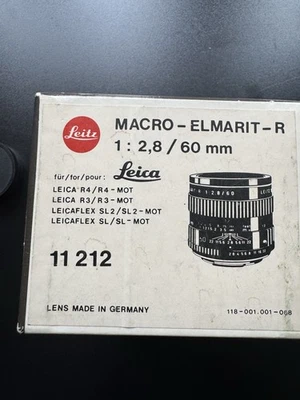 Leitz
MACRO-ELMARIT-R
1:2,8/60 mm
für/for/pour: Leica
LEICA R4/R4-MOT
LEICA R3/R3-MOT
LEICAFLEX SL2/SL2-MOT
LEICAFLEX SL/SL-MOT
11 212
LENS MADE IN GERMANY
118-001.001-068